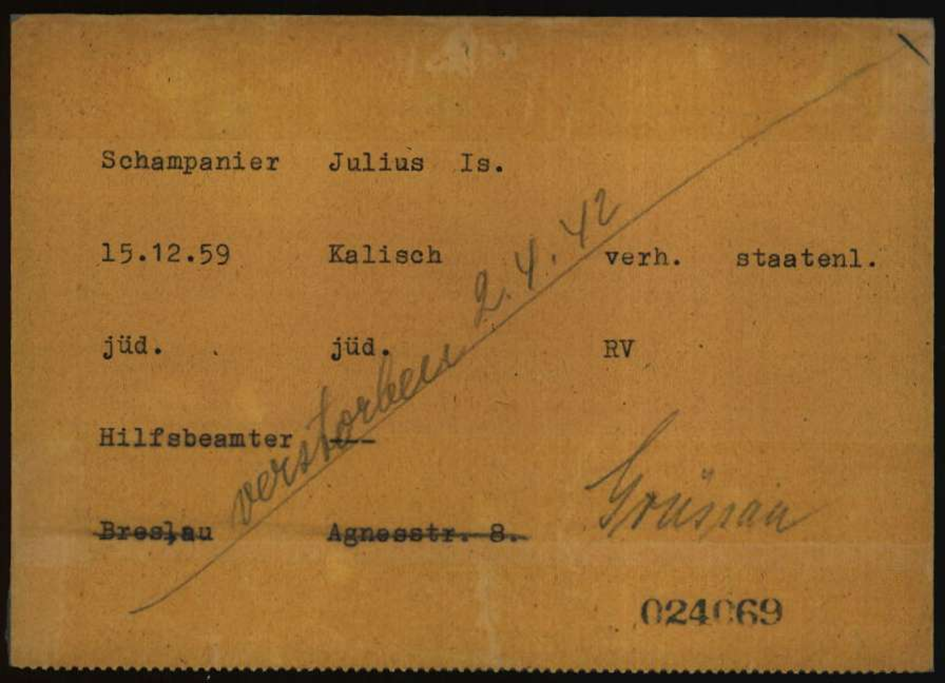 Schampanier Julius Is.
15.12.59 Kalisch verh. staatenl.
jüd. jüd. RV
Hilfsbeamter ---
Breslau Agnesstr. 8. Grüssau
verstorben 2.4.42
024069